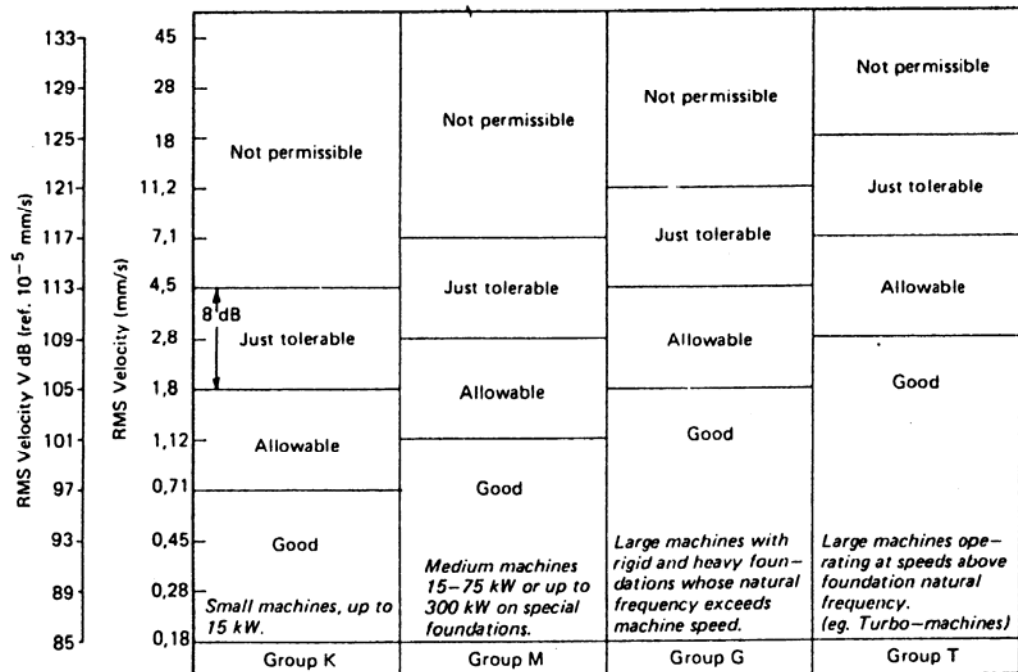 RMS Velocity V dB (ref. 10⁻⁵ mm/s)
133
129
125
121
117
113
109
105
101
97
93
89
85
RMS Velocity (mm/s)
45
28
18
11,2
7,1
4,5
2,8
1,8
1,12
0,71
0,45
0,28
0,18
Not permissible
8 dB
Just tolerable
Allowable
Good
Small machines, up to
15 kW.
Group K
Not permissible
Just tolerable
Allowable
Good
Medium machines
15–75 kW or up to
300 kW on special
foundations.
Group M
Not permissible
Just tolerable
Allowable
Good
Large machines with
rigid and heavy foun–
dations whose natural
frequency exceeds
machine speed.
Group G
Not permissible
Just tolerable
Allowable
Good
Large machines ope–
rating at speeds above
foundation natural
frequency.
(eg. Turbo–machines)
Group T